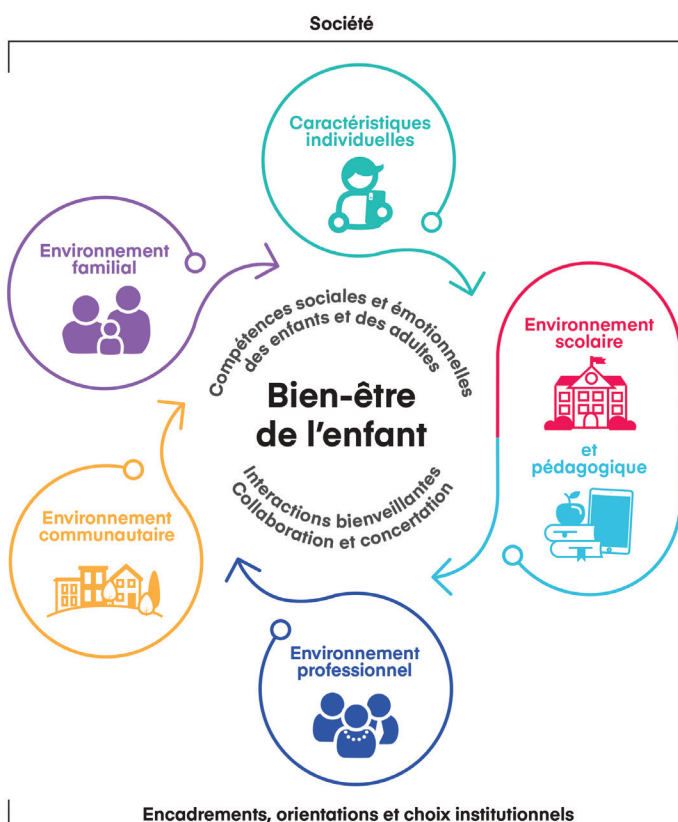 Société
Caractéristiques
individuelles
Environnement
familial
Compétences sociales et émotionnelles
des enfants et des adultes
Environnement
scolaire
Bien-être
de l'enfant
et
pédagogique
Interactions bienveillantes
Collaboration et concertation
Environnement
communautaire
Environnement
professionnel
Encadrements, orientations et choix institutionnels